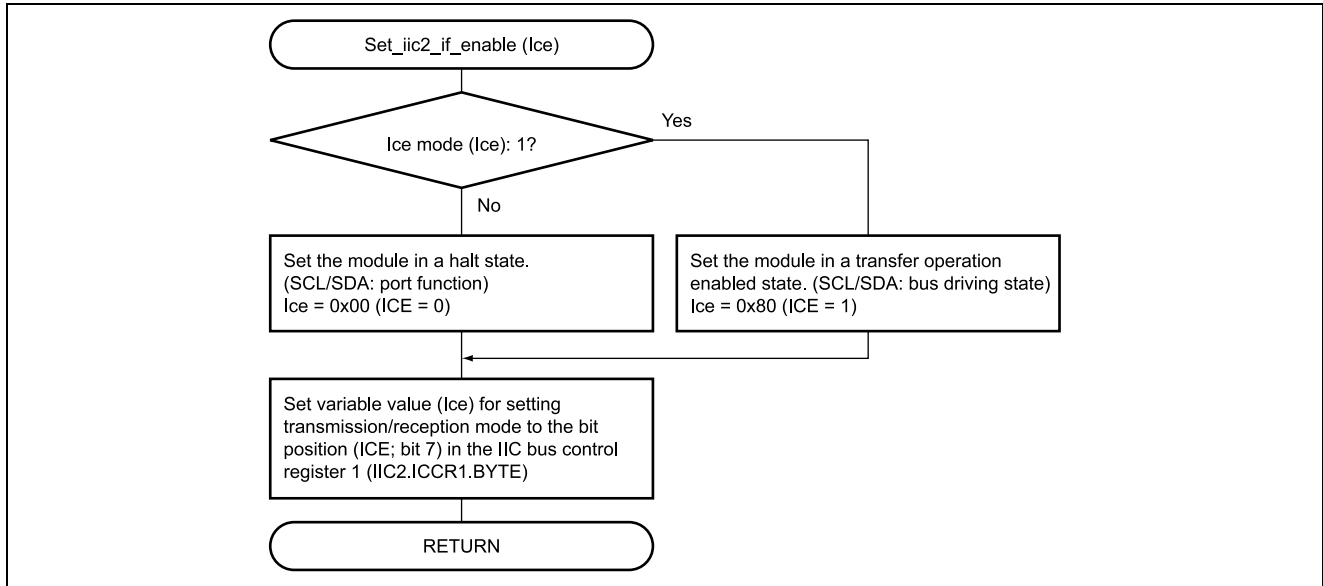 Set_iic2_if_enable (Ice)
Ice mode (Ice): 1?
Yes
No
Set the module in a halt state.
(SCL/SDA: port function)
Ice = 0x00 (ICE = 0)
Set the module in a transfer operation
enabled state. (SCL/SDA: bus driving state)
Ice = 0x80 (ICE = 1)
Set variable value (Ice) for setting
transmission/reception mode to the bit
position (ICE; bit 7) in the IIC bus control
register 1 (IIC2.ICCR1.BYTE)
RETURN